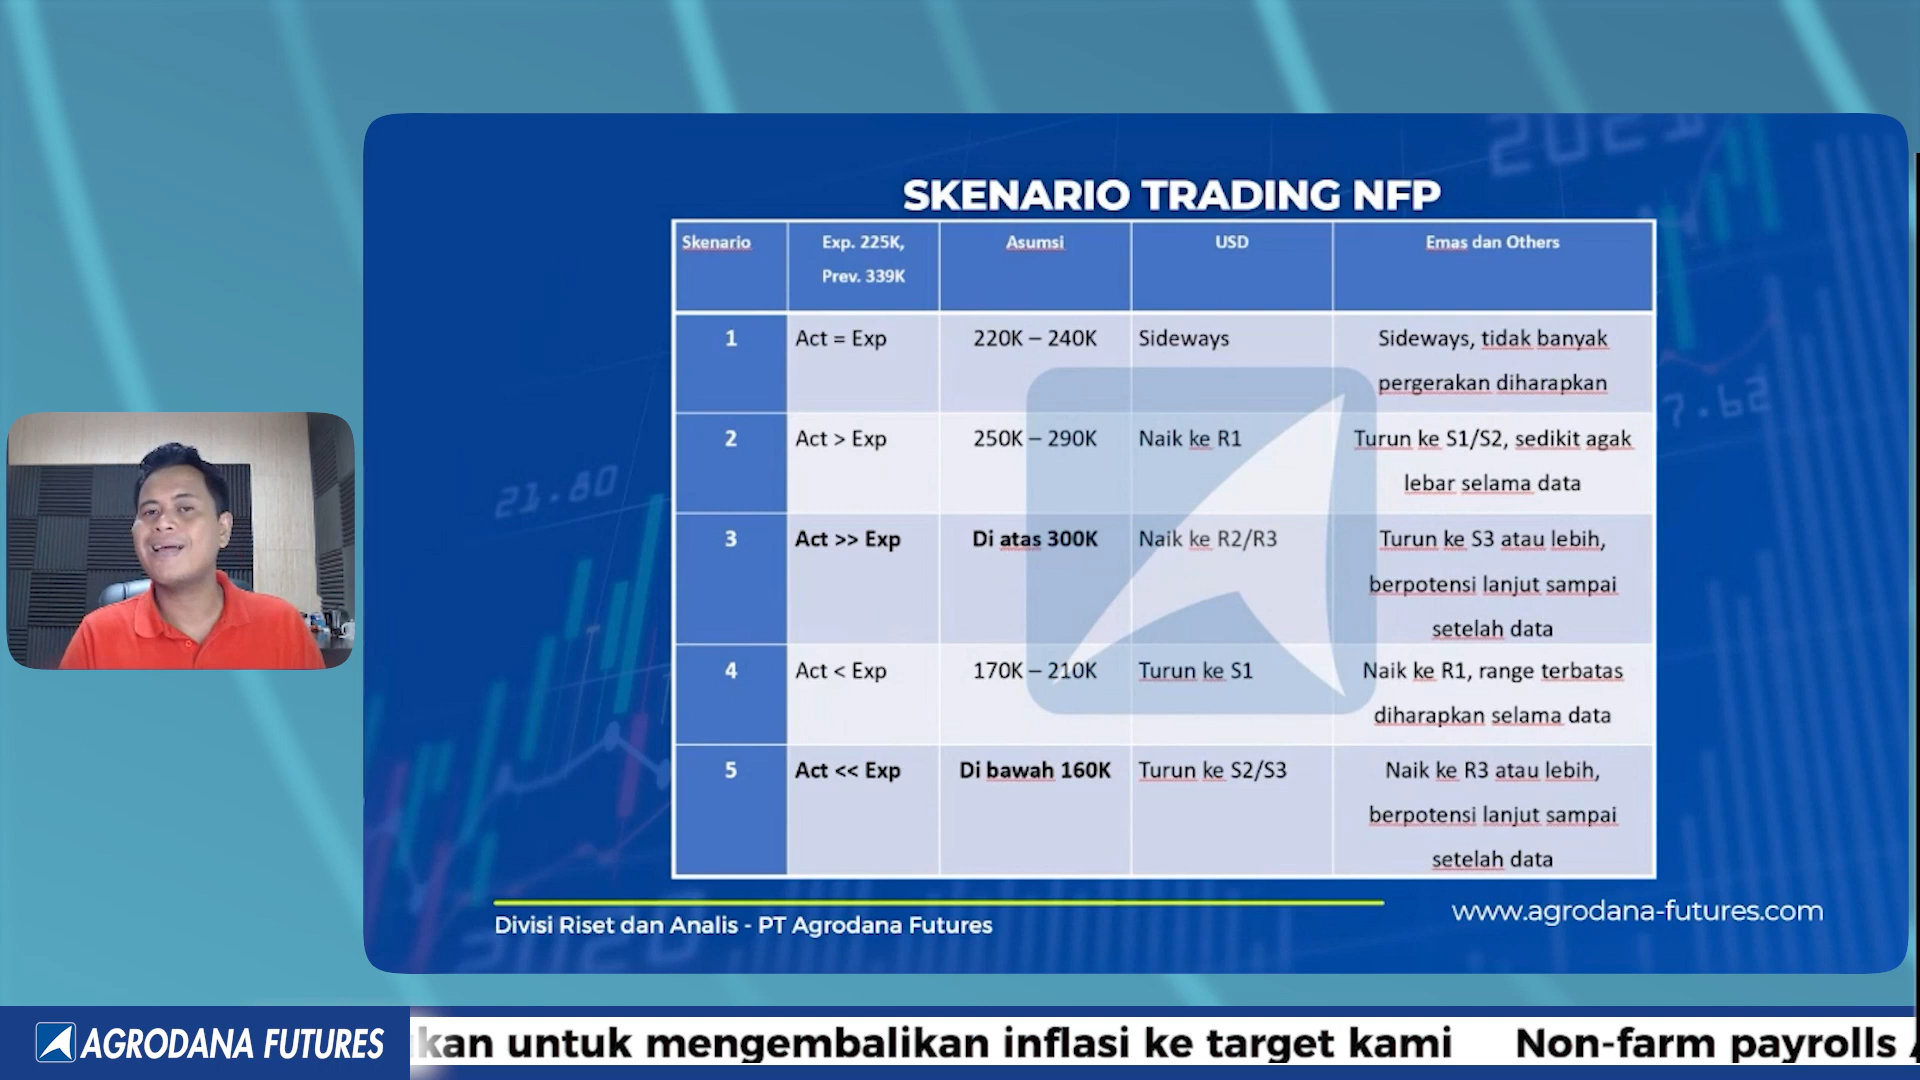 2021
SKENARIO TRADING NFP
Skenario
Exp. 225K,
Prev. 339K
Asumsi
USD
Emas dan Others
1
Act = Exp
220K – 240K
Sideways
Sideways, tidak banyak
pergerakan diharapkan
2
Act > Exp
250K – 290K
Naik ke R1
Turun ke S1/S2, sedikit agak
lebar selama data
3
Act >> Exp
Di atas 300K
Naik ke R2/R3
Turun ke S3 atau lebih,
berpotensi lanjut sampai
setelah data
4
Act < Exp
170K – 210K
Turun ke S1
Naik ke R1, range terbatas
diharapkan selama data
5
Act << Exp
Di bawah 160K
Turun ke S2/S3
Naik ke R3 atau lebih,
berpotensi lanjut sampai
setelah data
21.80
7.62
Divisi Riset dan Analis - PT Agrodana Futures
www.agrodana-futures.com
AGRODANA FUTURES
kan untuk mengembalikan inflasi ke target kami
Non-farm payrolls